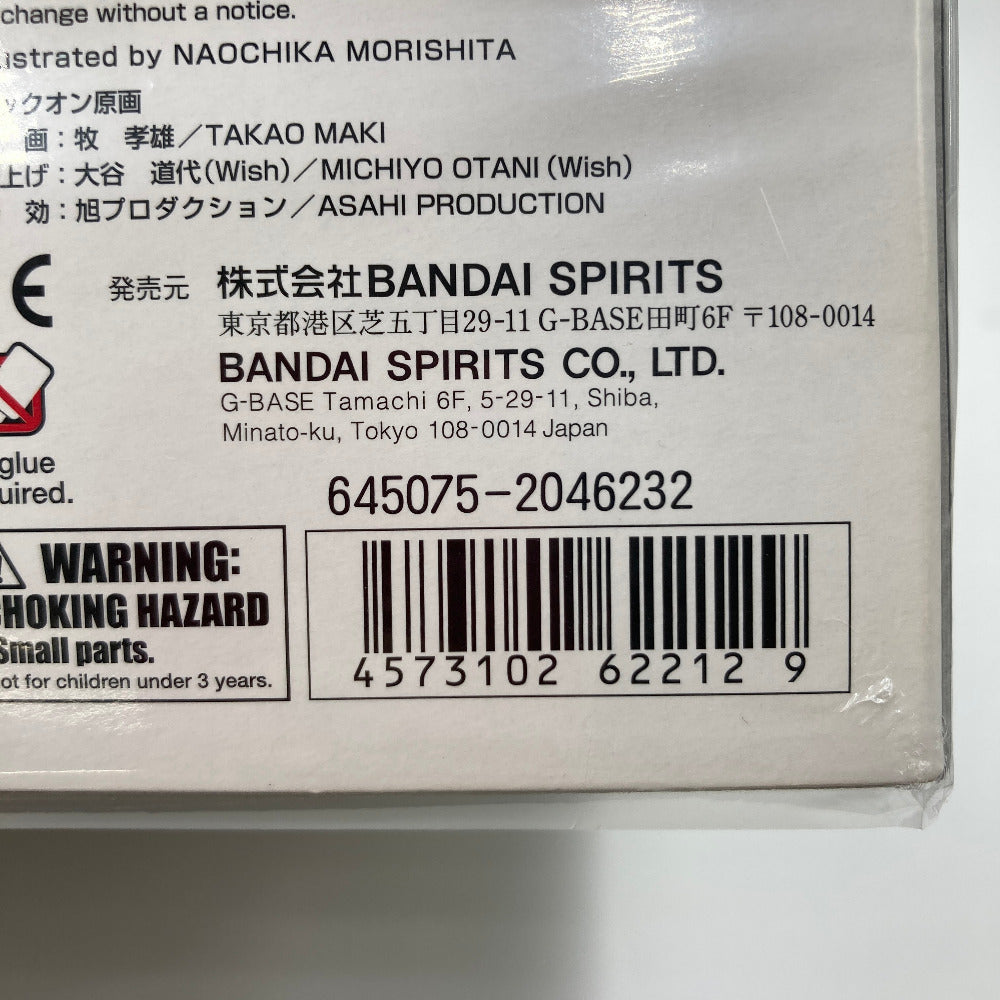 change without a notice.
istrated by NAOCHIKA MORISHITA
ックオン原画
画：牧　孝雄／TAKAO MAKI
上げ：大谷　道代(Wish)／MICHIYO OTANI (Wish)
効：旭プロダクション／ASAHI PRODUCTION
CE
発売元 株式会社BANDAI SPIRITS
東京都港区芝五丁目29-11 G-BASE田町6F 〒108-0014
BANDAI SPIRITS CO., LTD.
G-BASE Tamachi 6F, 5-29-11, Shiba,
Minato-ku, Tokyo 108-0014 Japan
glue
uired.
645075-2046232
WARNING:
CHOKING HAZARD
Small parts.
ot for children under 3 years.
4573102 62212 9